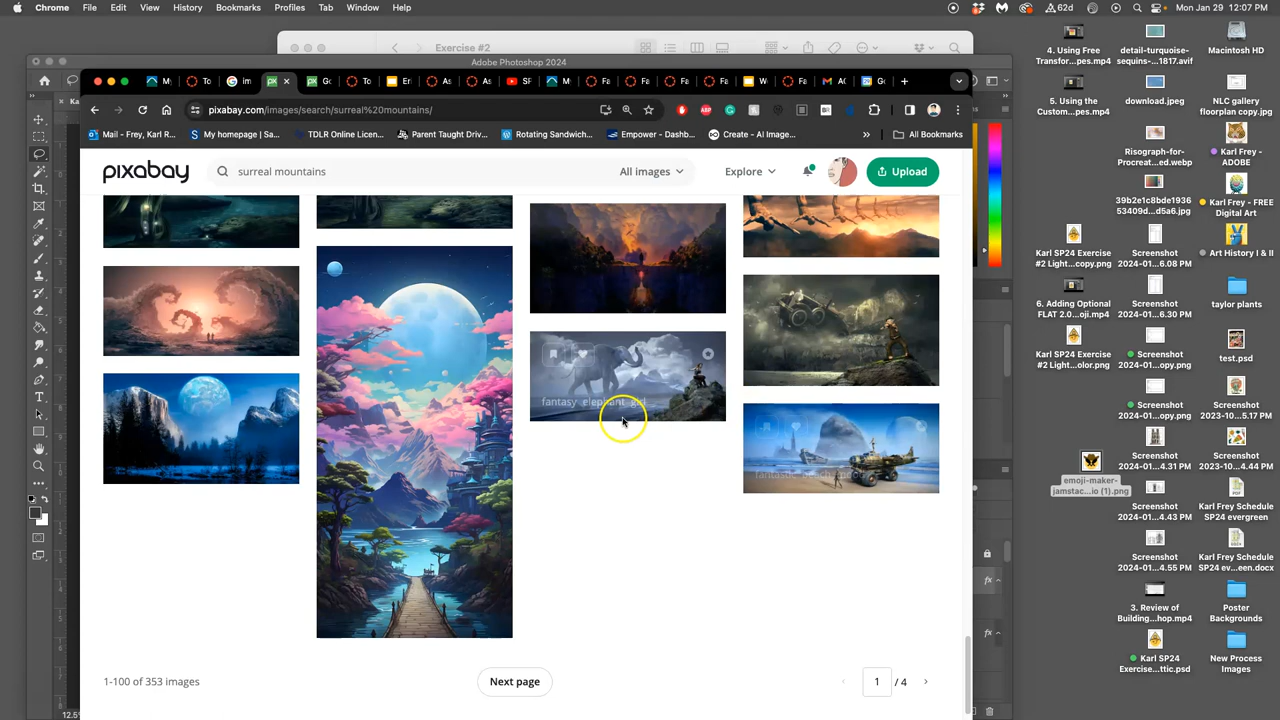 Chrome File Edit View History Bookmarks Profiles Tab Window Help
62d
Mon Jan 29 12:07 PM
Exercise #2
Adobe Photoshop 2024
pixabay.com/images/search/surreal%20mountains/
Mail - Frey, Karl R...
My homepage | Sa...
TDLR Online Licen...
Parent Taught Driv...
Rotating Sandwich...
Empower - Dashb...
Create - AI Image...
»
All Bookmarks
pixabay
surreal mountains
All images
Explore
Upload
fantasy elephant girl
1-100 of 353 images
Next page
1 / 4
4. Using Free
Transfor...pes.mp4
detail-turquoise-
sequins-...1817.avif
Macintosh HD
5. Using the
Custom...pes.mp4
download.jpeg
NLC gallery
floorplan copy.jpg
Risograph-for-
Procreat...ed.webp
Karl Frey -
ADOBE
39b2e1c8bde1936
53409d...d5a6.jpg
Karl Frey - FREE
Digital Art
Karl SP24 Exercise
#2 Light...copy.png
Screenshot
2024-01...6.08 PM
Art History I & II
6. Adding Optional
FLAT 2.0...oji.mp4
Screenshot
2024-01...6.30 PM
taylor plants
Karl SP24 Exercise
#2 Light...color.png
Screenshot
2024-01...opy.png
test.psd
Screenshot
2024-01...opy.png
Screenshot
2023-10...5.17 PM
Screenshot
2024-01...4.31 PM
Screenshot
2023-10...4.44 PM
emoji-maker-
jamstac...io (1).png
Screenshot
2024-01...4.43 PM
Karl Frey Schedule
SP24 evergreen
Screenshot
2024-01...4.55 PM
Karl Frey Schedule
SP24 ev...een.docx
3. Review of
Building...hop.mp4
Poster
Backgrounds
Karl SP24
Exercise...ttic.psd
New Process
Images